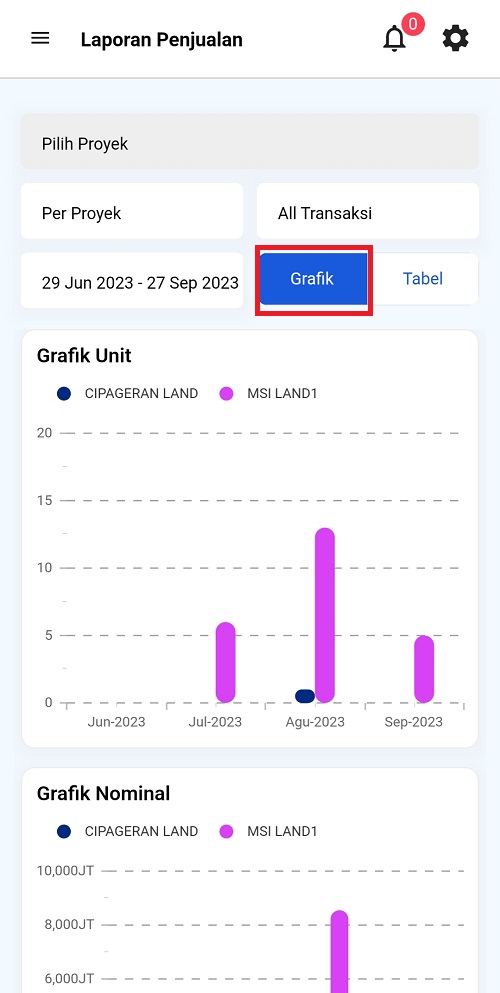 Laporan Penjualan
0
Pilih Proyek
Per Proyek
All Transaksi
29 Jun 2023 - 27 Sep 2023
Grafik
Tabel
Grafik Unit
CIPAGERAN LAND
MSI LAND1
20
15
10
5
0
Jun-2023
Jul-2023
Agu-2023
Sep-2023
Grafik Nominal
CIPAGERAN LAND
MSI LAND1
10,000JT
8,000JT
6,000JT